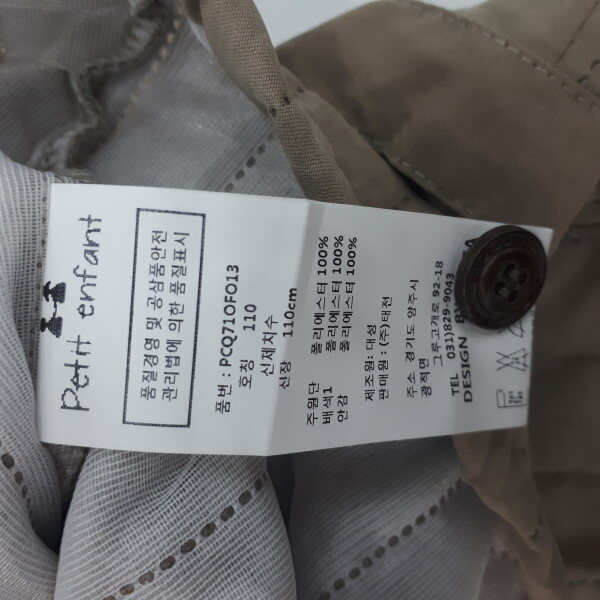 Petit enfant
품질경영 및 공상품안전
관리법에 의한 품질표시
품번 : PCQ71OFO13
호칭
110
신체치수
신장 110cm
주원단 폴리에스터 100%
배색1 폴리에스터 100%
안감 폴리에스터 100%
제조원: 대성
판매원 : (주)태전
주소 경기도 양주시
광적면
그루고개로 92-18
TEL 031)829-9043
DESIGN